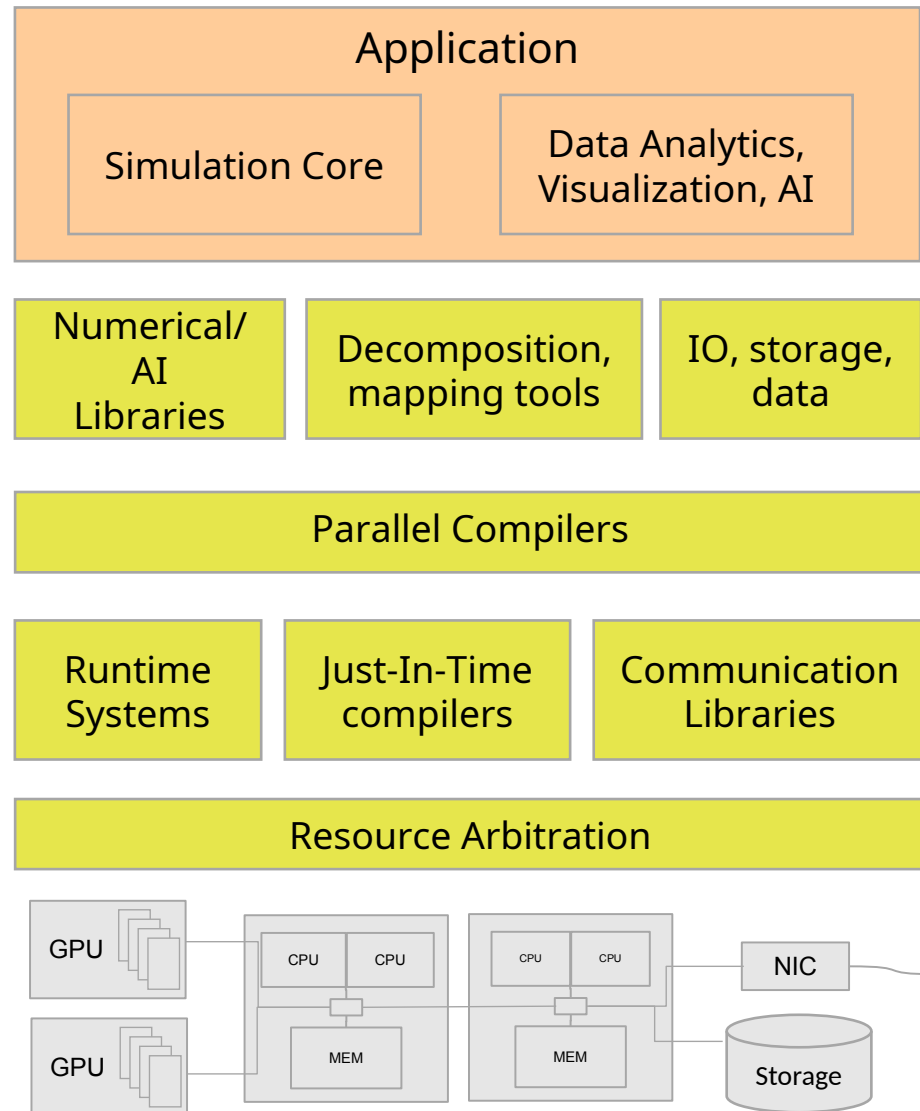 Application
Simulation Core
Data Analytics,
Visualization, AI
Numerical/
AI
Libraries
Decomposition,
mapping tools
IO, storage,
data
Parallel Compilers
Runtime
Systems
Just-In-Time
compilers
Communication
Libraries
Resource Arbitration
GPU
CPU
CPU
CPU
CPU
NIC
GPU
MEM
MEM
Storage